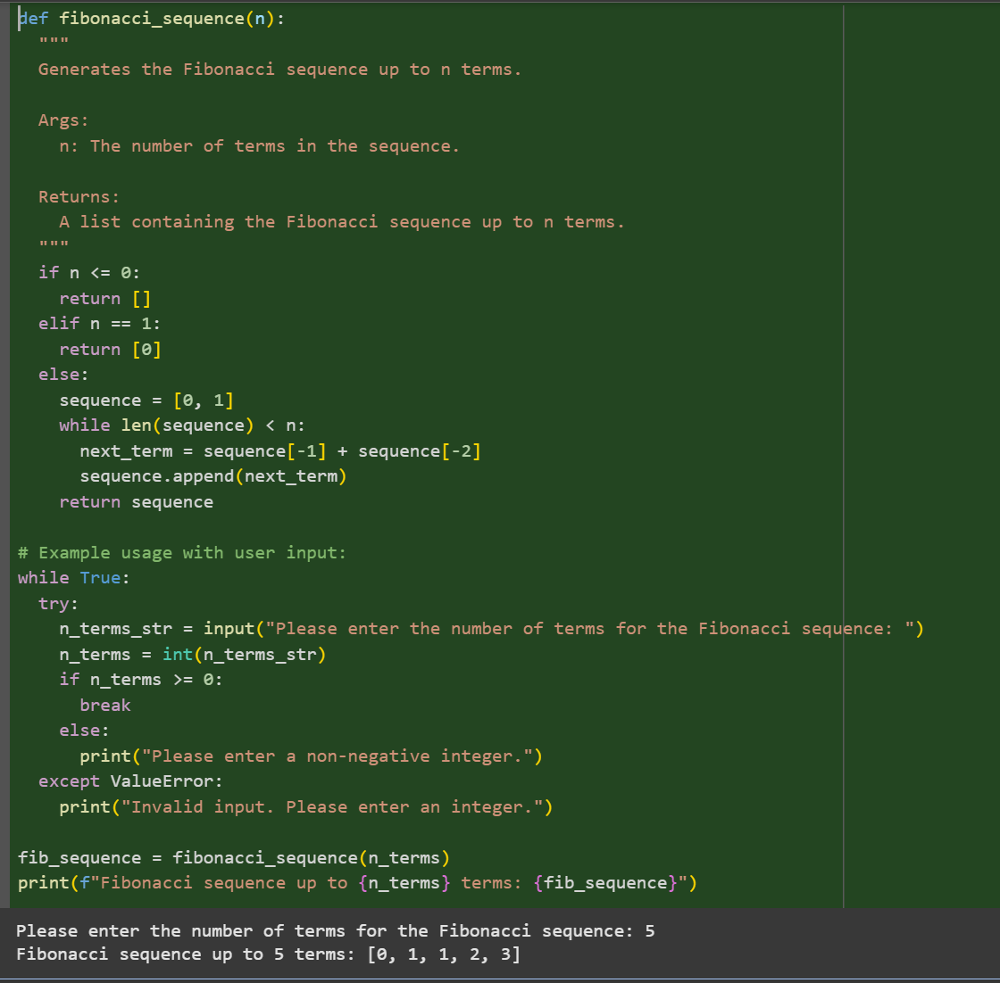 def fibonacci_sequence(n):
  """
  Generates the Fibonacci sequence up to n terms.

  Args:
    n: The number of terms in the sequence.

  Returns:
    A list containing the Fibonacci sequence up to n terms.
  """
  if n <= 0:
    return []
  elif n == 1:
    return [0]
  else:
    sequence = [0, 1]
    while len(sequence) < n:
      next_term = sequence[-1] + sequence[-2]
      sequence.append(next_term)
    return sequence

# Example usage with user input:
while True:
  try:
    n_terms_str = input("Please enter the number of terms for the Fibonacci sequence: ")
    n_terms = int(n_terms_str)
    if n_terms >= 0:
      break
    else:
      print("Please enter a non-negative integer.")
  except ValueError:
    print("Invalid input. Please enter an integer.")

fib_sequence = fibonacci_sequence(n_terms)
print(f"Fibonacci sequence up to {n_terms} terms: {fib_sequence}")
Please enter the number of terms for the Fibonacci sequence: 5
Fibonacci sequence up to 5 terms: [0, 1, 1, 2, 3]